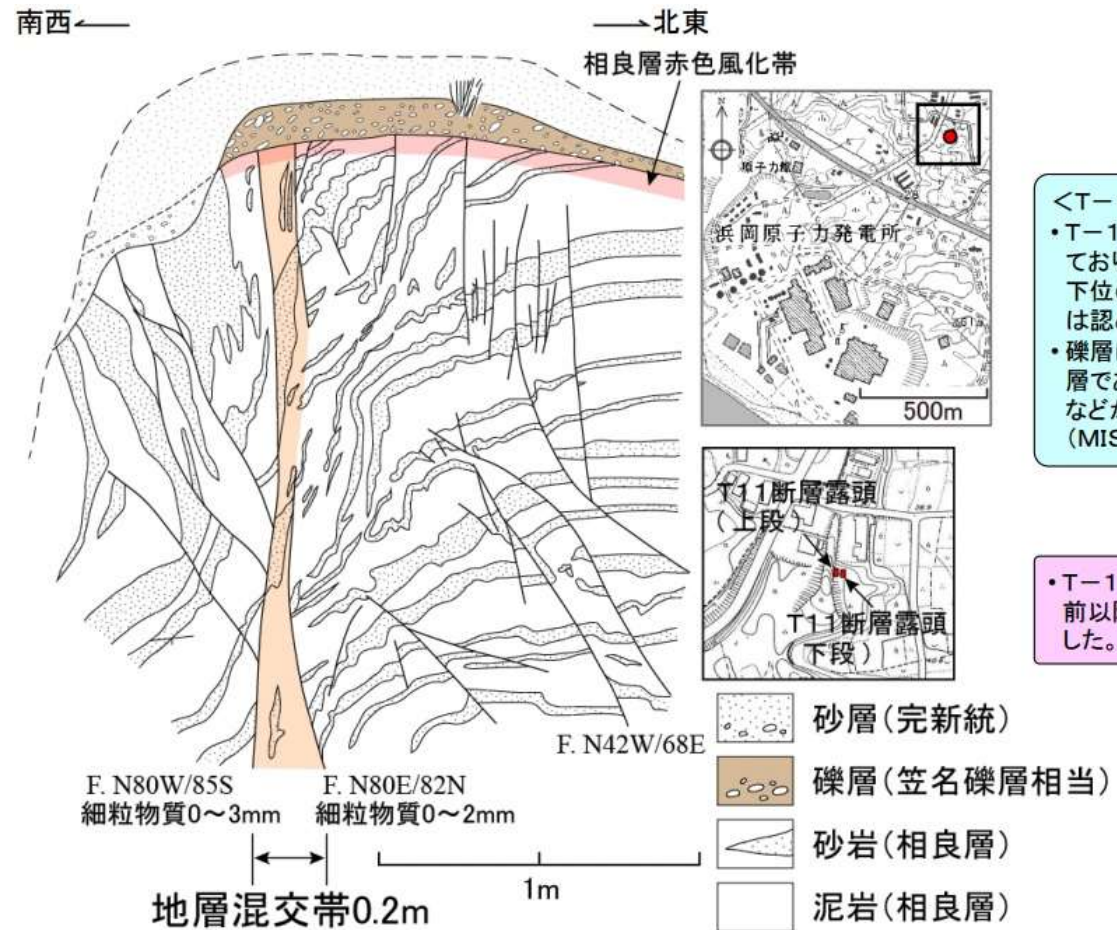 南西
北東
相良層赤色風化帯
N
原子力館
浜岡原子力発電所
500m
T11断層露頭
(上段)
T11断層露頭
下段)
F. N42W/68E
F. N80W/85S
細粒物質0～3mm
F. N80E/82N
細粒物質0～2mm
地層混交帯0.2m
1m
砂層(完新統)
礫層(笠名礫層相当)
砂岩(相良層)
泥岩(相良層)
<T－
・T－1
ており
下位の
は認
・礫層
層であ
などが
(MIS
・T－1
前以
した。